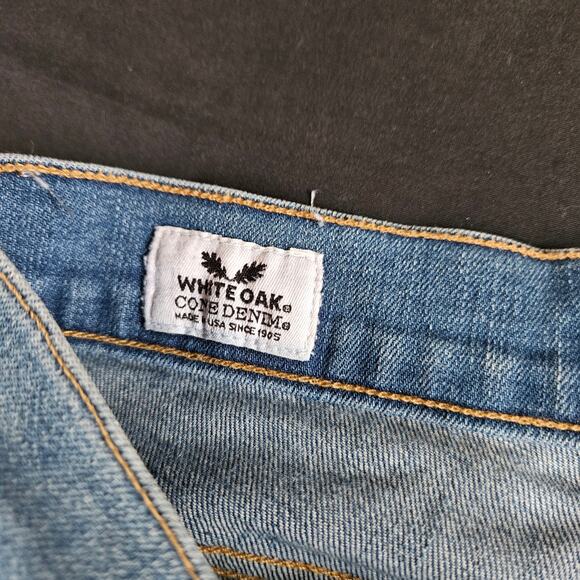 WHITE OAK®
CONE DENIM®
MADE IN USA SINCE 1905